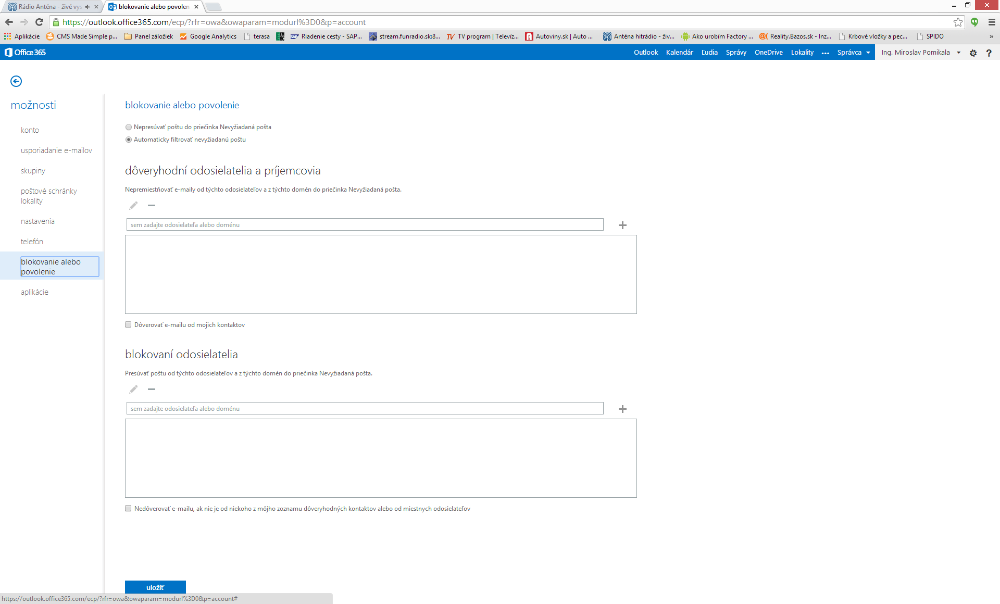 Rádio Anténa - živé vys
blokovanie alebo povolen
https://outlook.office365.com/ecp/?rfr=owa&owaparam=modurl%3D0&p=account
Aplikácie CMS Made Simple p... Panel záložiek Google Analytics terasa Riadenie cesty - SAP... stream.funradio.sk:8... TV program | Televíz... Autoviny.sk | Auto ... Anténa hitrádio - živ... Ako urobím Factory ... Reality.Bazos.sk - Inz... Krbové vložky a pec... SPIDO »
Office 365 Outlook Kalendár Ľudia Správy OneDrive Lokality ... Správca Ing. Miroslav Pomikala ?
možnosti
konto
usporiadanie e-mailov
skupiny
poštové schránky
lokality
nastavenia
telefón
blokovanie alebo
povolenie
aplikácie
blokovanie alebo povolenie
Nepresúvať poštu do priečinka Nevyžiadaná pošta
Automaticky filtrovať nevyžiadanú poštu
dôveryhodní odosielatelia a príjemcovia
Nepremiestňovať e-maily od týchto odosielateľov a z týchto domén do priečinka Nevyžiadaná pošta.
sem zadajte odosielateľa alebo doménu
Dôverovať e-mailu od mojich kontaktov
blokovaní odosielatelia
Presúvať poštu od týchto odosielateľov a z týchto domén do priečinka Nevyžiadaná pošta.
sem zadajte odosielateľa alebo doménu
Nedôverovať e-mailu, ak nie je od niekoho z môjho zoznamu dôveryhodných kontaktov alebo od miestnych odosielateľov
uložiť
https://outlook.office365.com/ecp/?rfr=owa&owaparam=modurl%3D0&p=account#